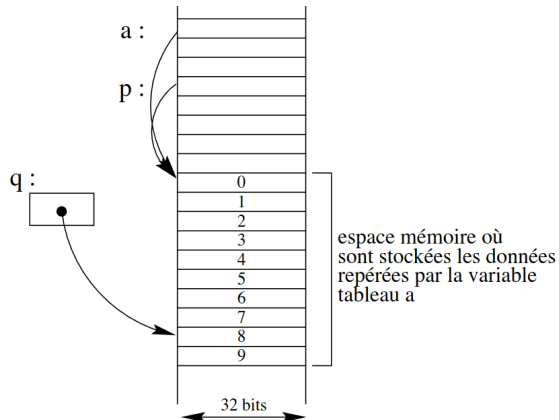 a :
p :
q :
0
1
2
3
4
5
6
7
8
9
espace mémoire où
sont stockées les données
repérées par la variable
tableau a
32 bits